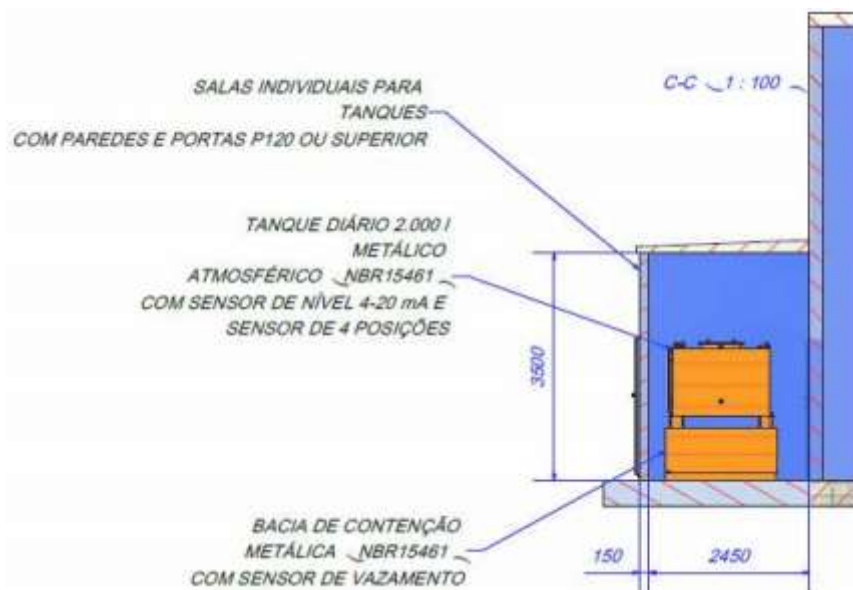 SALAS INDIVIDUAIS PARA
TANQUES
COM PAREDES E PORTAS P120 OU SUPERIOR
C-C (1 : 100)
TANQUE DIÁRIO 2.000 l
METÁLICO
ATMOSFÉRICO (NBR15461)
COM SENSOR DE NÍVEL 4-20 mA E
SENSOR DE 4 POSIÇÕES
3500
BACIA DE CONTENÇÃO
METÁLICA (NBR15461)
COM SENSOR DE VAZAMENTO
150
2450